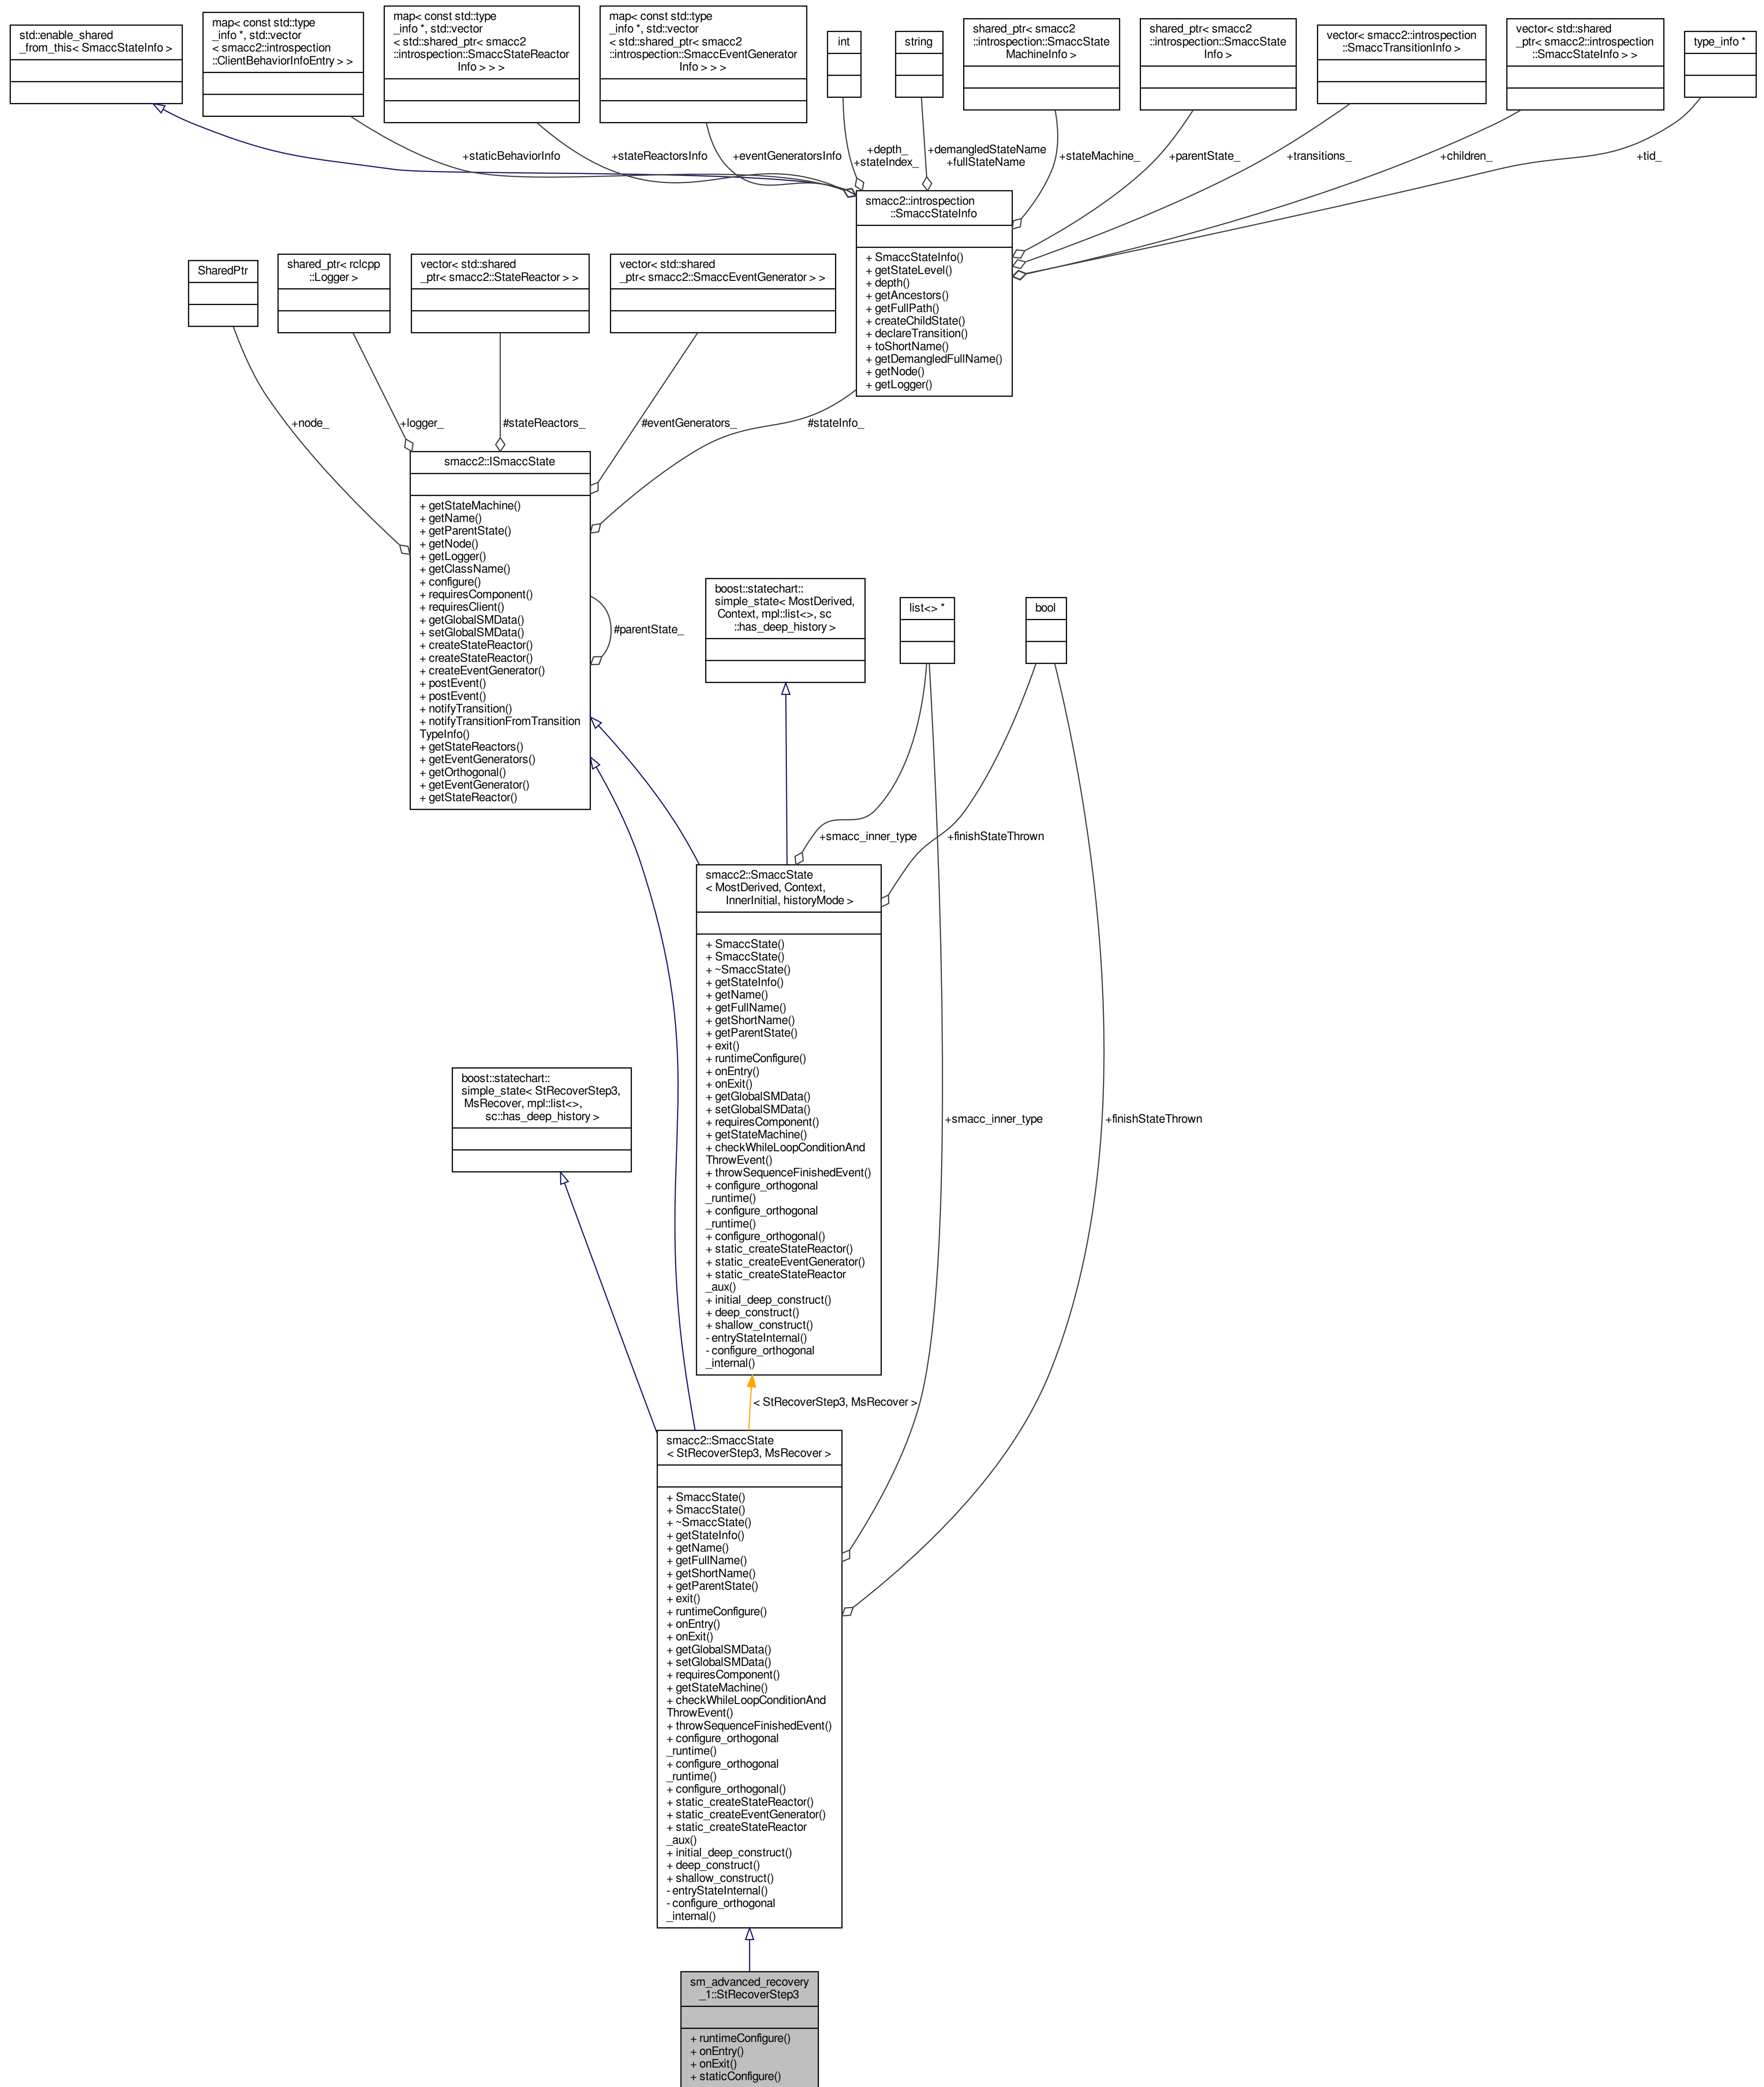 std::enable_shared
_from_this< SmaccStateInfo >
map< const std::type
_info *, std::vector
< smacc2::introspection
::ClientBehaviorInfoEntry > >
map< const std::type
_info *, std::vector
< std::shared_ptr< smacc2
::introspection::SmaccStateReactor
Info > > >
map< const std::type
_info *, std::vector
< std::shared_ptr< smacc2
::introspection::SmaccEventGenerator
Info > > >
int
string
shared_ptr< smacc2
::introspection::SmaccState
MachineInfo >
shared_ptr< smacc2
::introspection::SmaccState
Info >
vector< smacc2::introspection
::SmaccTransitionInfo >
vector< std::shared
_ptr< smacc2::introspection
::SmaccStateInfo > >
type_info *
+staticBehaviorInfo
+stateReactorsInfo
+eventGeneratorsInfo
+depth_
+stateIndex_
+demangledStateName
+fullStateName
+stateMachine_
+parentState_
+transitions_
+children_
+tid_
smacc2::introspection
::SmaccStateInfo
+ SmaccStateInfo()
+ getStateLevel()
+ depth()
+ getAncestors()
+ getFullPath()
+ createChildState()
+ declareTransition()
+ toShortName()
+ getDemangledFullName()
+ getNode()
+ getLogger()
SharedPtr
shared_ptr< rclcpp
::Logger >
vector< std::shared
_ptr< smacc2::StateReactor > >
vector< std::shared
_ptr< smacc2::SmaccEventGenerator > >
+node_
+logger_
#stateReactors_
#eventGenerators_
#stateInfo_
smacc2::ISmaccState
+ getStateMachine()
+ getName()
+ getParentState()
+ getNode()
+ getLogger()
+ getClassName()
+ configure()
+ requiresComponent()
+ requiresClient()
+ getGlobalSMData()
+ setGlobalSMData()
+ createStateReactor()
+ createStateReactor()
+ createEventGenerator()
+ postEvent()
+ postEvent()
+ notifyTransition()
+ notifyTransitionFromTransition
TypeInfo()
+ getStateReactors()
+ getEventGenerators()
+ getOrthogonal()
+ getEventGenerator()
+ getStateReactor()
#parentState_
boost::statechart::
simple_state< MostDerived,
Context, mpl::list<>, sc
::has_deep_history >
list<> *
bool
+smacc_inner_type
+finishStateThrown
smacc2::SmaccState
< MostDerived, Context,
InnerInitial, historyMode >
+ SmaccState()
+ SmaccState()
+ ~SmaccState()
+ getStateInfo()
+ getName()
+ getFullName()
+ getShortName()
+ getParentState()
+ exit()
+ runtimeConfigure()
+ onEntry()
+ onExit()
+ getGlobalSMData()
+ setGlobalSMData()
+ requiresComponent()
+ getStateMachine()
+ checkWhileLoopConditionAnd
ThrowEvent()
+ throwSequenceFinishedEvent()
+ configure_orthogonal
_runtime()
+ configure_orthogonal
_runtime()
+ configure_orthogonal()
+ static_createStateReactor()
+ static_createEventGenerator()
+ static_createStateReactor
_aux()
+ initial_deep_construct()
+ deep_construct()
+ shallow_construct()
- entryStateInternal()
- configure_orthogonal
_internal()
boost::statechart::
simple_state< StRecoverStep3,
MsRecover, mpl::list<>,
sc::has_deep_history >
+smacc_inner_type
+finishStateThrown
< StRecoverStep3, MsRecover >
smacc2::SmaccState
< StRecoverStep3, MsRecover >
+ SmaccState()
+ SmaccState()
+ ~SmaccState()
+ getStateInfo()
+ getName()
+ getFullName()
+ getShortName()
+ getParentState()
+ exit()
+ runtimeConfigure()
+ onEntry()
+ onExit()
+ getGlobalSMData()
+ setGlobalSMData()
+ requiresComponent()
+ getStateMachine()
+ checkWhileLoopConditionAnd
ThrowEvent()
+ throwSequenceFinishedEvent()
+ configure_orthogonal
_runtime()
+ configure_orthogonal
_runtime()
+ configure_orthogonal()
+ static_createStateReactor()
+ static_createEventGenerator()
+ static_createStateReactor
_aux()
+ initial_deep_construct()
+ deep_construct()
+ shallow_construct()
- entryStateInternal()
- configure_orthogonal
_internal()
sm_advanced_recovery
_1::StRecoverStep3
+ runtimeConfigure()
+ onEntry()
+ onExit()
+ staticConfigure()